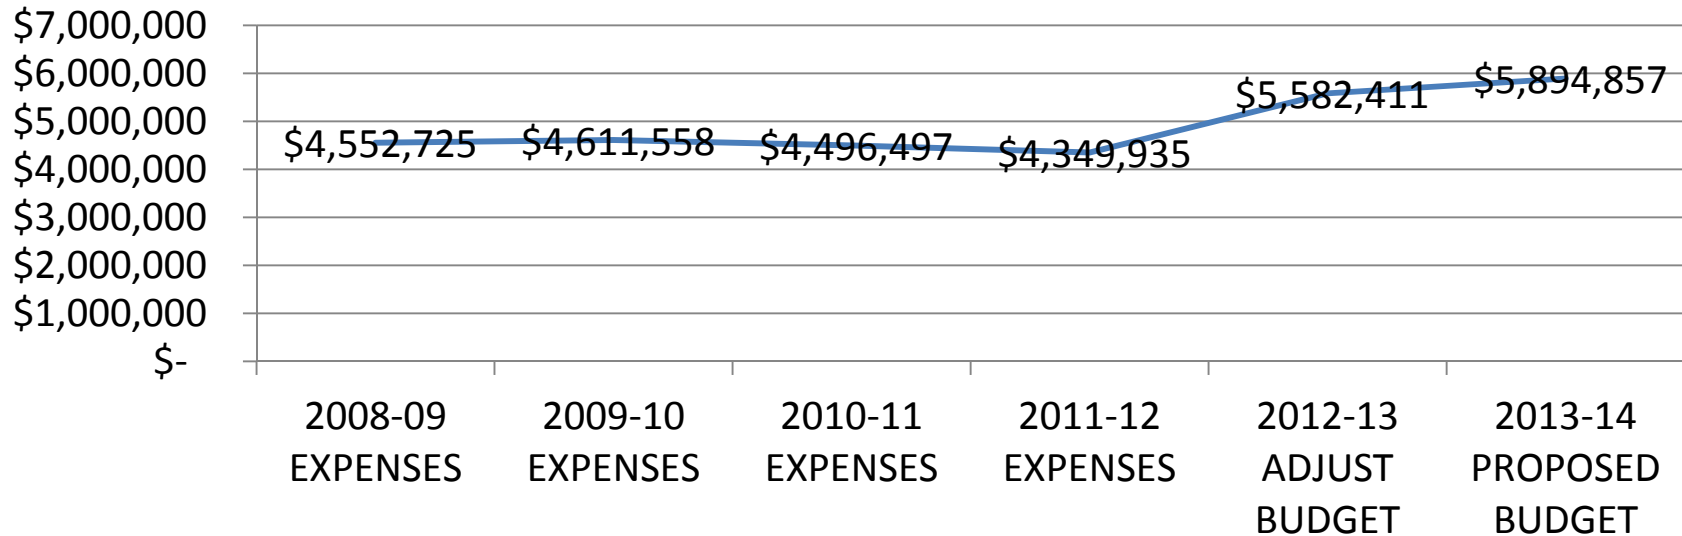 $7,000,000
$6,000,000
$5,000,000
$4,000,000
$3,000,000
$2,000,000
$1,000,000
$-
$4,552,725
$4,611,558
$4,496,497
$4,349,935
$5,582,411
$5,894,857
2008-09
EXPENSES
2009-10
EXPENSES
2010-11
EXPENSES
2011-12
EXPENSES
2012-13
ADJUST
BUDGET
2013-14
PROPOSED
BUDGET